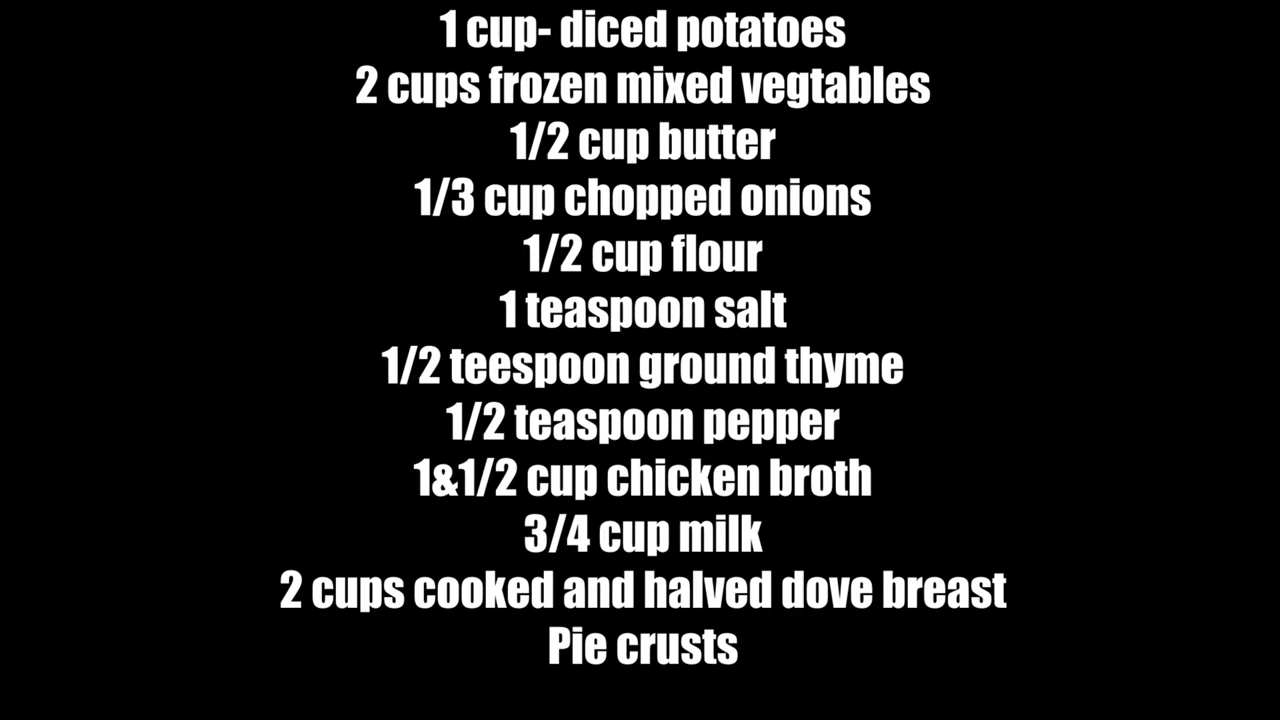 1 cup- diced potatoes
2 cups frozen mixed vegtables
1/2 cup butter
1/3 cup chopped onions
1/2 cup flour
1 teaspoon salt
1/2 teespoon ground thyme
1/2 teaspoon pepper
1&1/2 cup chicken broth
3/4 cup milk
2 cups cooked and halved dove breast
Pie crusts